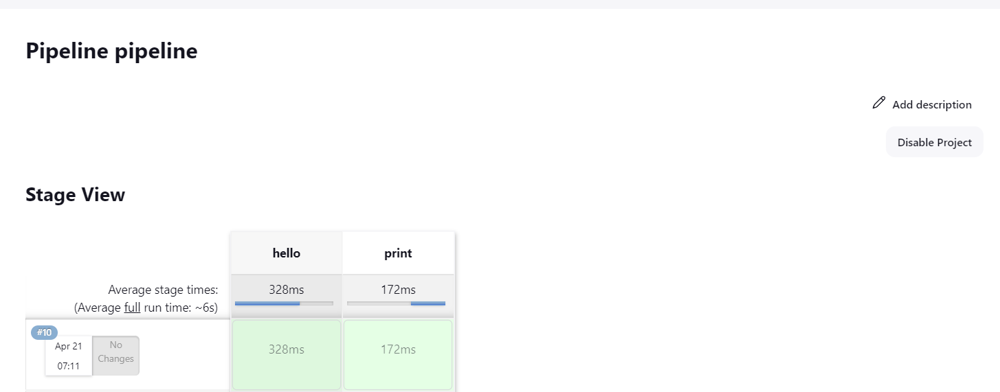 Pipeline pipeline
Add description
Disable Project
Stage View
hello print
Average stage times: 328ms 172ms
(Average full run time: ~6s)
#10
Apr 21 No
07:11 Changes
328ms 172ms